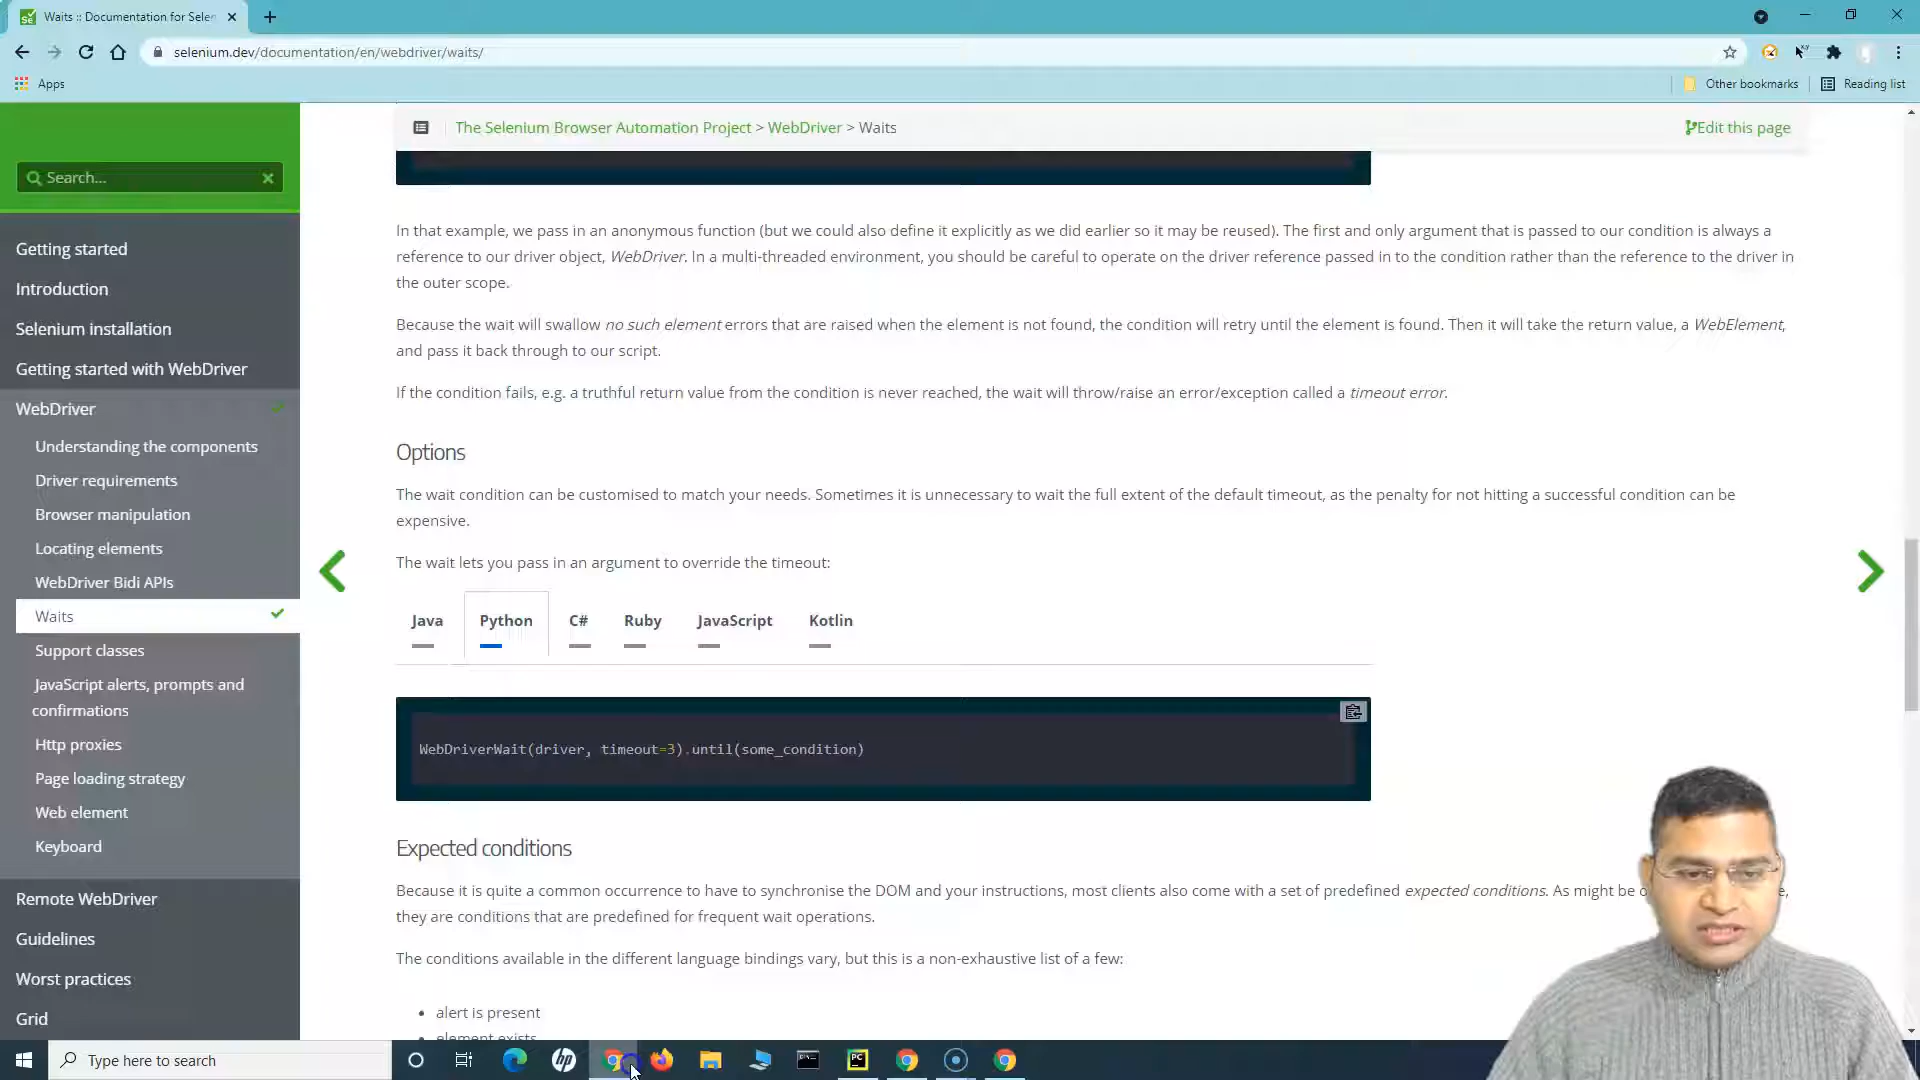 Waits :: Documentation for Selen
selenium.dev/documentation/en/webdriver/waits/
Apps
Other bookmarks
Reading list
Search...
Getting started
Introduction
Selenium installation
Getting started with WebDriver
WebDriver
Understanding the components
Driver requirements
Browser manipulation
Locating elements
WebDriver Bidi APIs
Waits
Support classes
JavaScript alerts, prompts and
confirmations
Http proxies
Page loading strategy
Web element
Keyboard
Remote WebDriver
Guidelines
Worst practices
Grid
The Selenium Browser Automation Project > WebDriver > Waits
Edit this page
In that example, we pass in an anonymous function (but we could also define it explicitly as we did earlier so it may be reused). The first and only argument that is passed to our condition is always a
reference to our driver object, WebDriver. In a multi-threaded environment, you should be careful to operate on the driver reference passed in to the condition rather than the reference to the driver in
the outer scope.
Because the wait will swallow no such element errors that are raised when the element is not found, the condition will retry until the element is found. Then it will take the return value, a WebElement,
and pass it back through to our script.
If the condition fails, e.g. a truthful return value from the condition is never reached, the wait will throw/raise an error/exception called a timeout error.
Options
The wait condition can be customised to match your needs. Sometimes it is unnecessary to wait the full extent of the default timeout, as the penalty for not hitting a successful condition can be
expensive.
The wait lets you pass in an argument to override the timeout:
Java Python C# Ruby JavaScript Kotlin
WebDriverWait(driver, timeout=3).until(some_condition)
Expected conditions
Because it is quite a common occurrence to have to synchronise the DOM and your instructions, most clients also come with a set of predefined expected conditions. As might be
they are conditions that are predefined for frequent wait operations.
The conditions available in the different language bindings vary, but this is a non-exhaustive list of a few:
alert is present
element exists
Type here to search
hp
PC